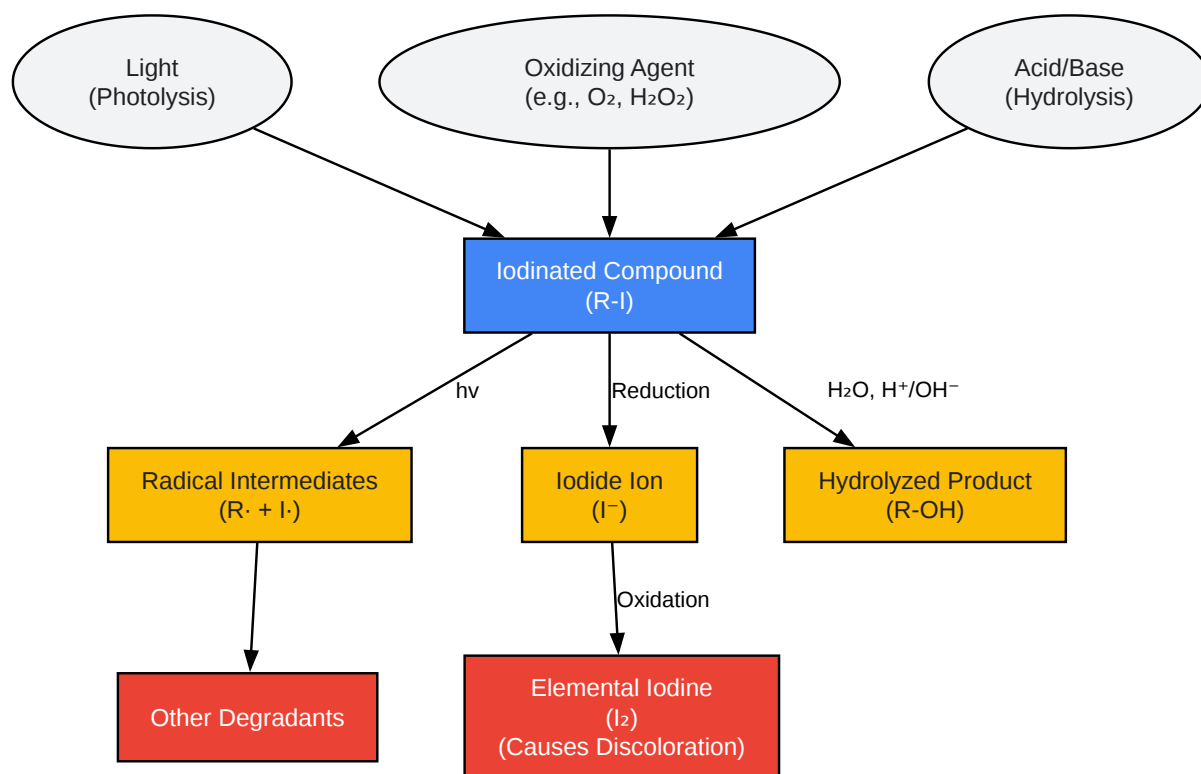 Light
(Photolysis)
Oxidizing Agent
(e.g., O₂, H₂O₂)
Acid/Base
(Hydrolysis)
Iodinated Compound
(R-I)
hv
Reduction
H₂O, H⁺/OH⁻
Radical Intermediates
(R· + I·)
Iodide Ion
(I⁻)
Hydrolyzed Product
(R-OH)
Oxidation
Other Degradants
Elemental Iodine
(I₂)
(Causes Discoloration)